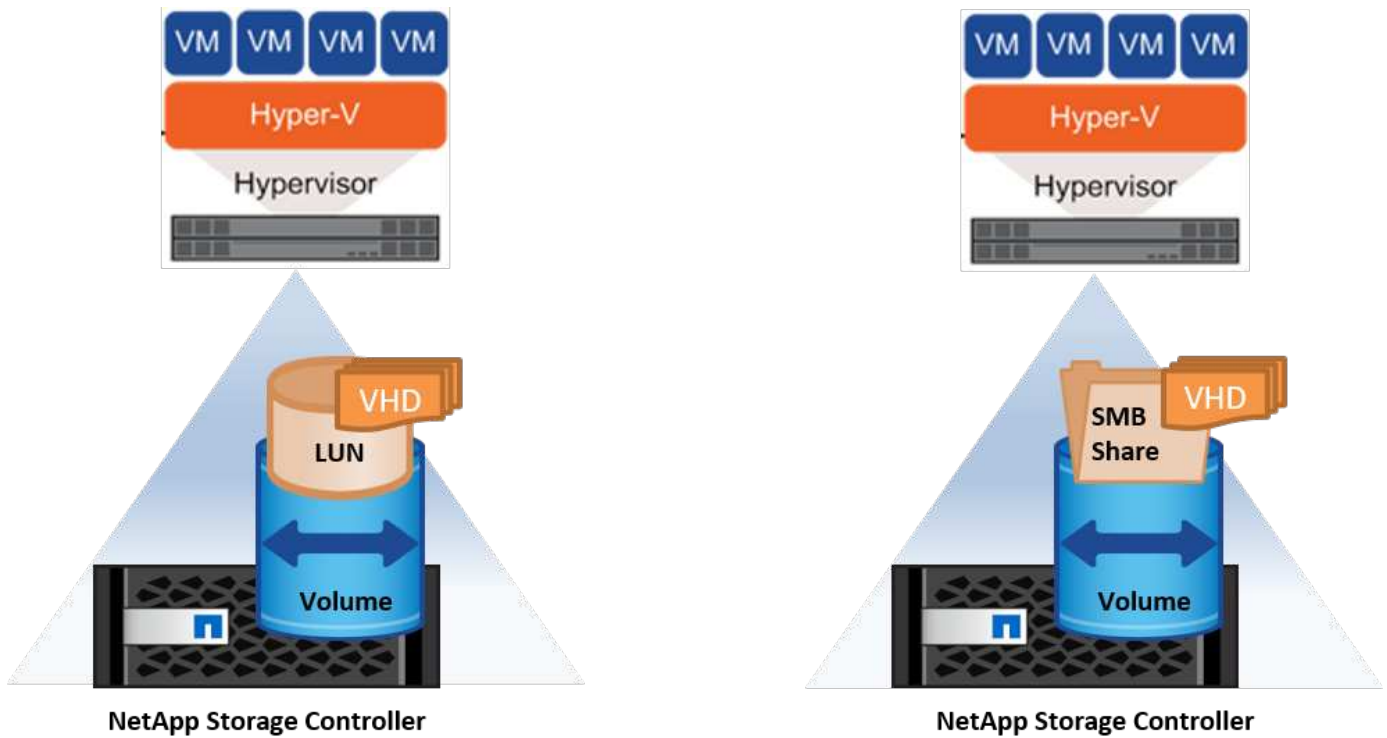 VM VM VM VM
Hyper-V
Hypervisor
VHD
LUN
Volume
NetApp Storage Controller
VM VM VM VM
Hyper-V
Hypervisor
VHD
SMB
Share
Volume
NetApp Storage Controller